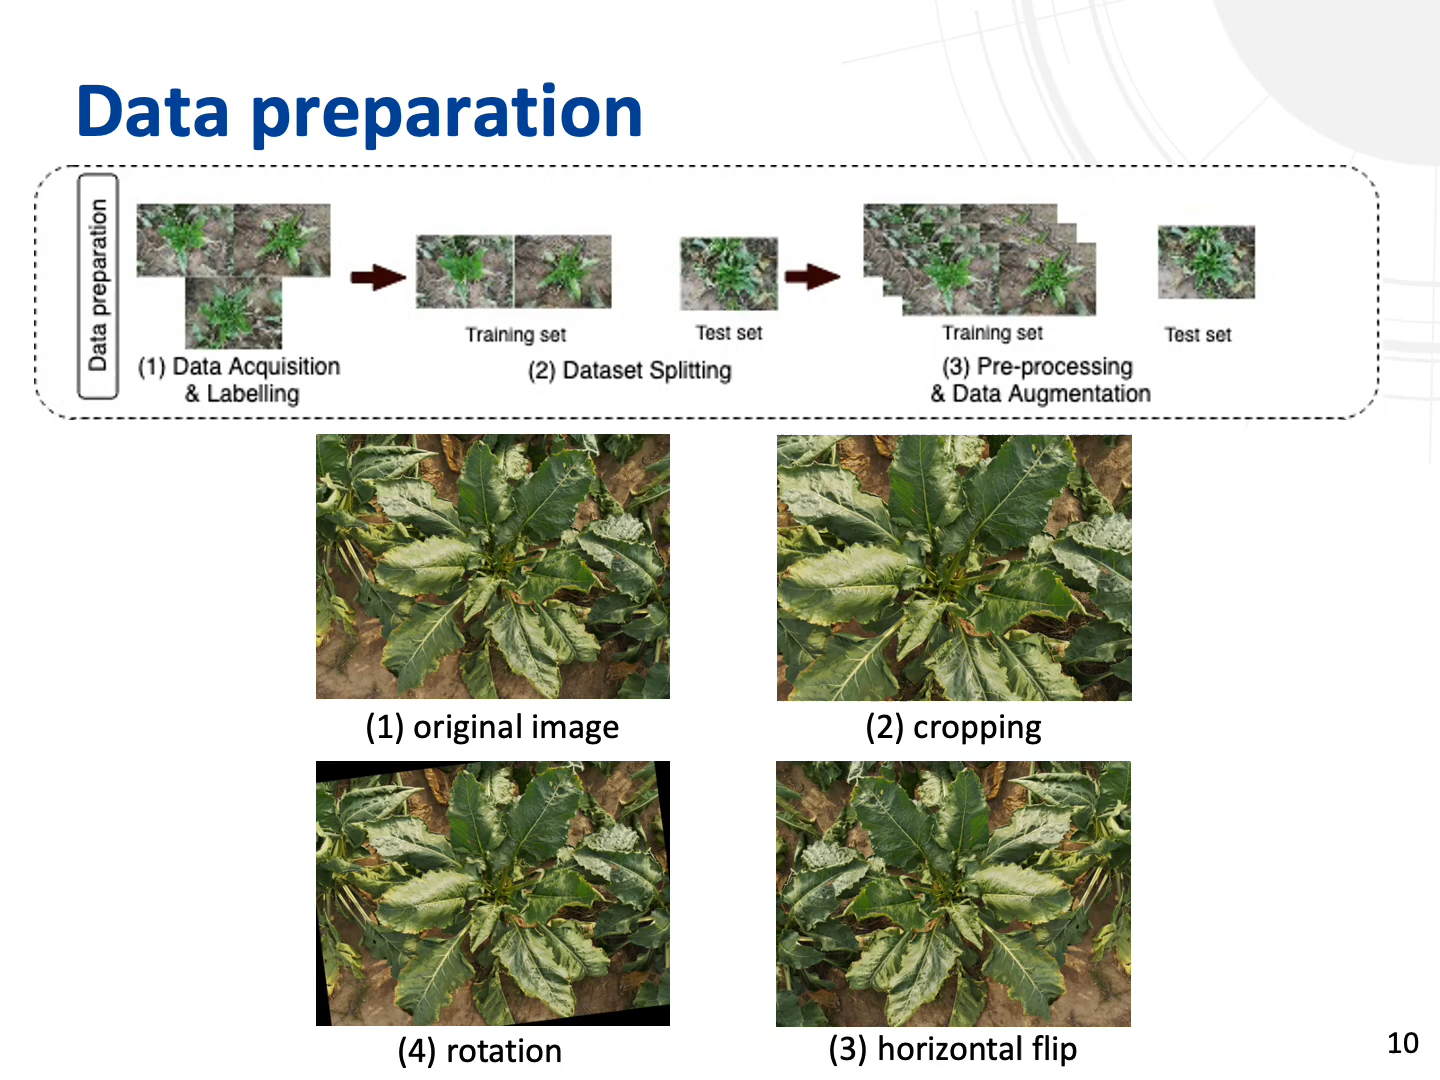 Data preparation
Data preparation
Training set
Test set
Training set
Test set
(1) Data Acquisition
& Labelling
(2) Dataset Splitting
(3) Pre-processing
& Data Augmentation
(1) original image
(2) cropping
(4) rotation
(3) horizontal flip
10